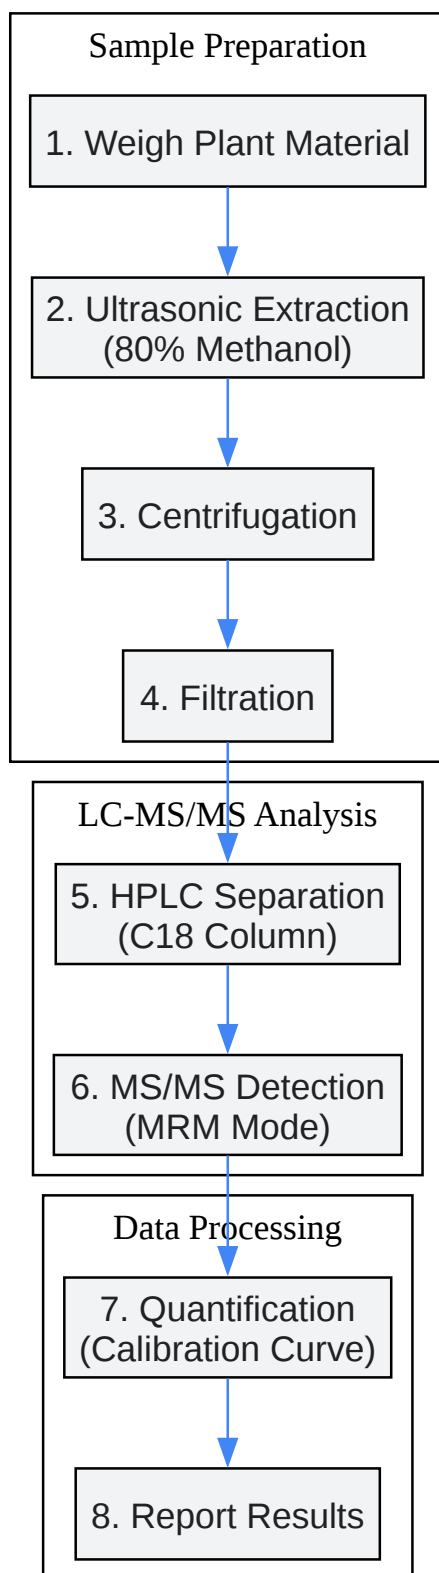 Sample Preparation
1. Weigh Plant Material
2. Ultrasonic Extraction
(80% Methanol)
3. Centrifugation
4. Filtration
LC-MS/MS Analysis
5. HPLC Separation
(C18 Column)
6. MS/MS Detection
(MRM Mode)
Data Processing
7. Quantification
(Calibration Curve)
8. Report Results